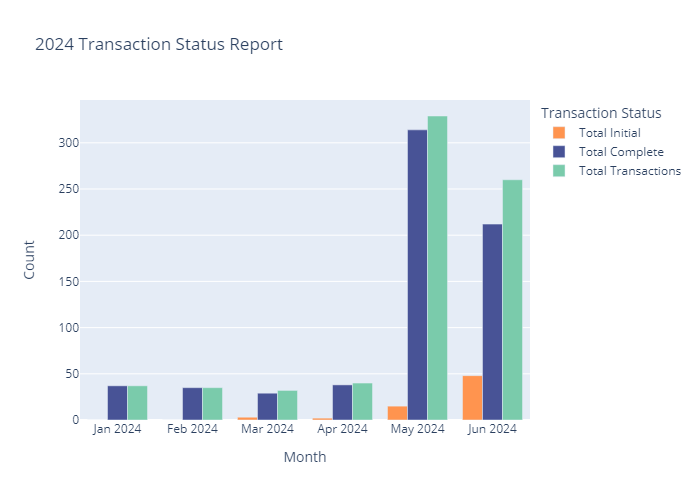 2024 Transaction Status Report
Transaction Status
Total Initial
Total Complete
Total Transactions
Count
300
250
200
150
100
50
0
Jan 2024
Feb 2024
Mar 2024
Apr 2024
May 2024
Jun 2024
Month